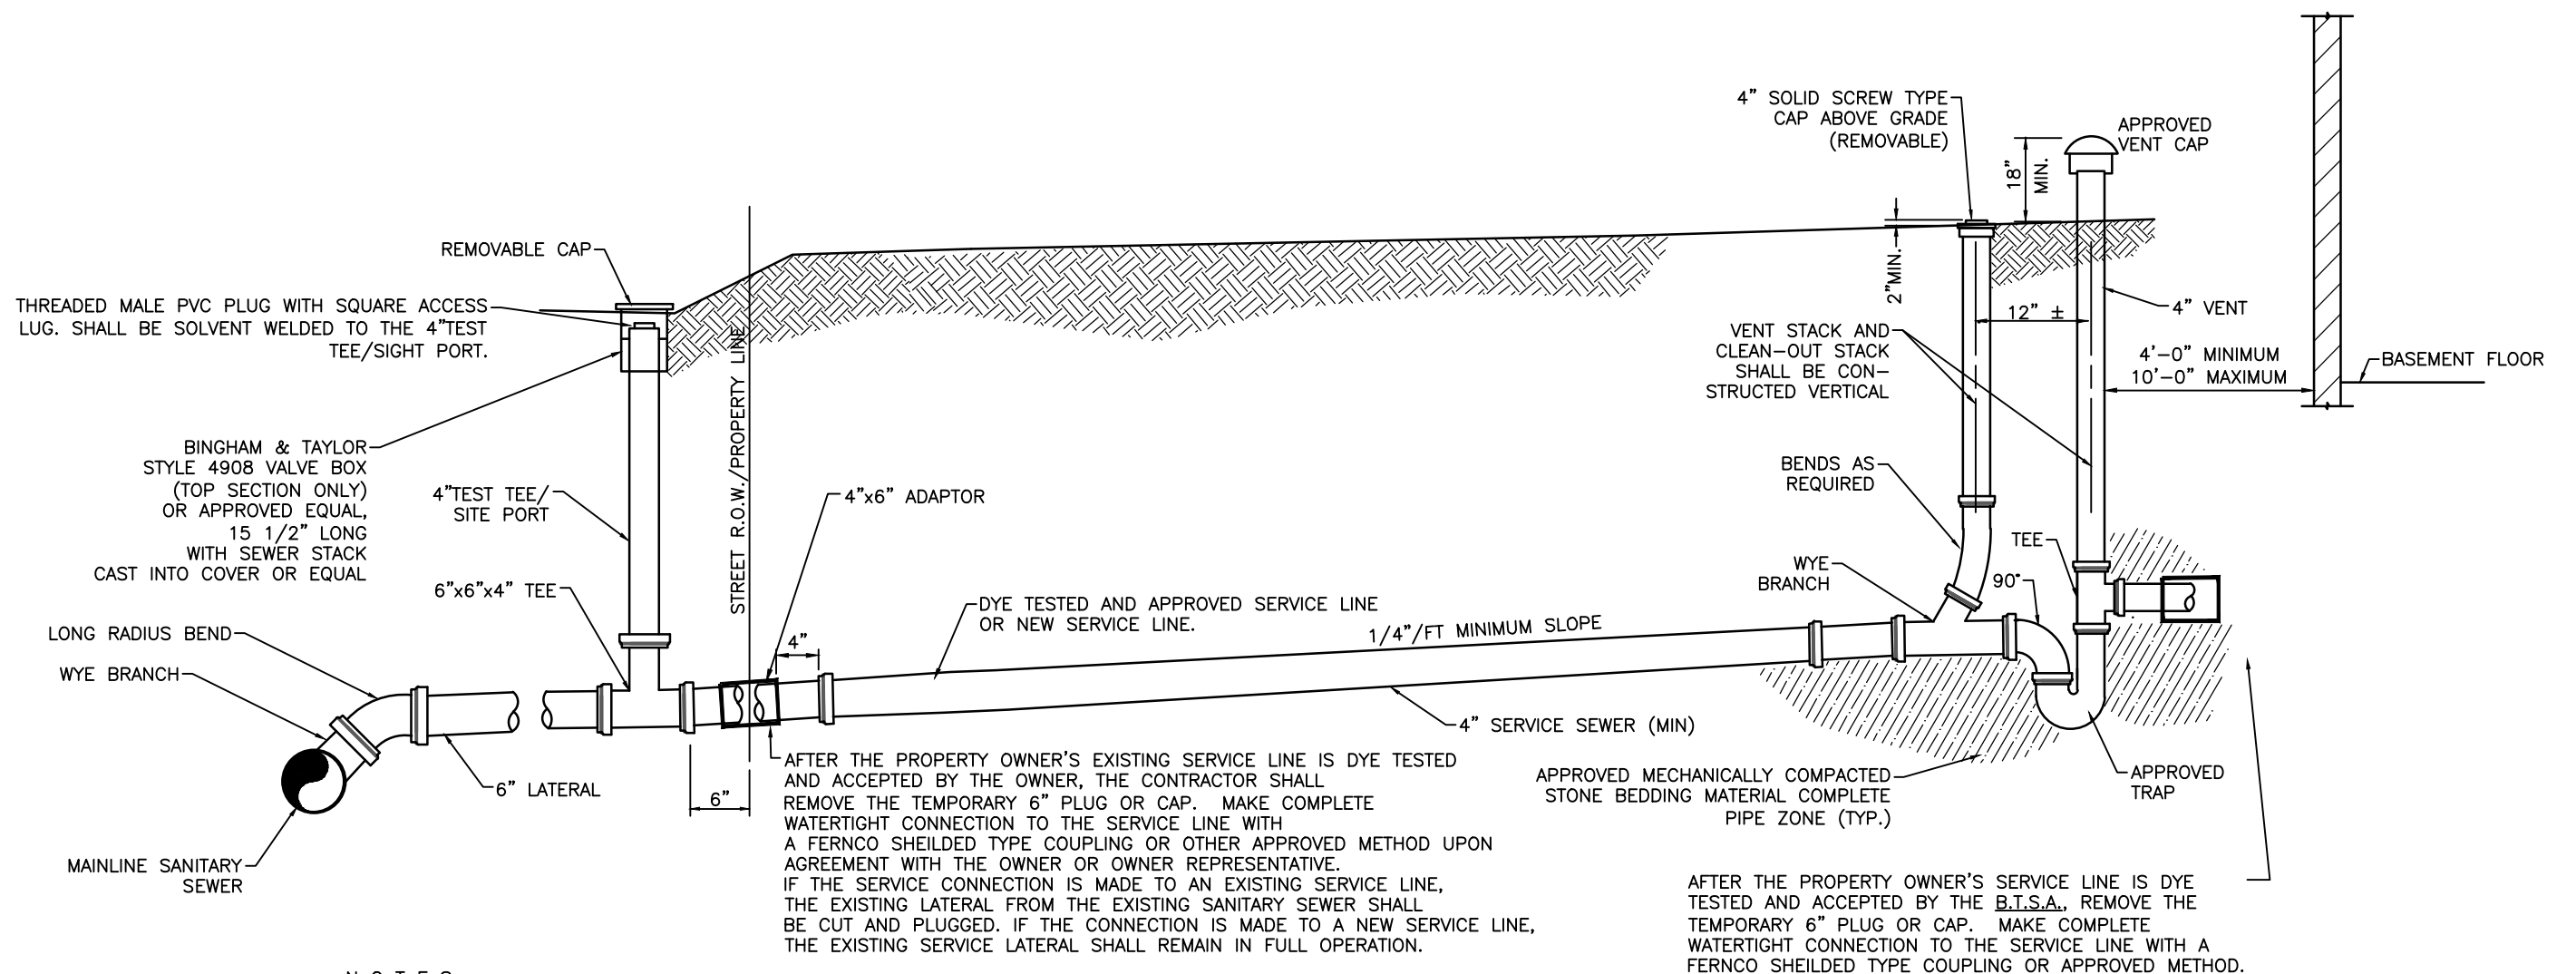 4" SOLID SCREW TYPE
CAP ABOVE GRADE
(REMOVABLE)
APPROVED
VENT CAP
18"
MIN.
REMOVABLE CAP
THREADED MALE PVC PLUG WITH SQUARE ACCESS
LUG. SHALL BE SOLVENT WELDED TO THE 4"TEST
TEE/SIGHT PORT.
2"MIN.
12" ±
4" VENT
VENT STACK AND
CLEAN-OUT STACK
SHALL BE CON-
STRUCTED VERTICAL
4'-0" MINIMUM
10'-0" MAXIMUM
BASEMENT FLOOR
BINGHAM & TAYLOR
STYLE 4908 VALVE BOX
(TOP SECTION ONLY)
OR APPROVED EQUAL,
15 1/2" LONG
WITH SEWER STACK
CAST INTO COVER OR EQUAL
4"TEST TEE/
SITE PORT
STREET R.O.W./PROPERTY LINE
4"x6" ADAPTOR
BENDS AS
REQUIRED
TEE
WYE
BRANCH
90°
6"x6"x4" TEE
DYE TESTED AND APPROVED SERVICE LINE
OR NEW SERVICE LINE.
1/4"/FT MINIMUM SLOPE
LONG RADIUS BEND
WYE BRANCH
4"
4" SERVICE SEWER (MIN)
6" LATERAL
6"
MAINLINE SANITARY
SEWER
AFTER THE PROPERTY OWNER'S EXISTING SERVICE LINE IS DYE TESTED
AND ACCEPTED BY THE OWNER, THE CONTRACTOR SHALL
REMOVE THE TEMPORARY 6" PLUG OR CAP. MAKE COMPLETE
WATERTIGHT CONNECTION TO THE SERVICE LINE WITH
A FERNCO SHEILDED TYPE COUPLING OR OTHER APPROVED METHOD UPON
AGREEMENT WITH THE OWNER OR OWNER REPRESENTATIVE.
IF THE SERVICE CONNECTION IS MADE TO AN EXISTING SERVICE LINE,
THE EXISTING LATERAL FROM THE EXISTING SANITARY SEWER SHALL
BE CUT AND PLUGGED. IF THE CONNECTION IS MADE TO A NEW SERVICE LINE,
THE EXISTING SERVICE LATERAL SHALL REMAIN IN FULL OPERATION.
APPROVED MECHANICALLY COMPACTED
STONE BEDDING MATERIAL COMPLETE
PIPE ZONE (TYP.)
APPROVED
TRAP
AFTER THE PROPERTY OWNER'S SERVICE LINE IS DYE
TESTED AND ACCEPTED BY THE B.T.S.A., REMOVE THE
TEMPORARY 6" PLUG OR CAP. MAKE COMPLETE
WATERTIGHT CONNECTION TO THE SERVICE LINE WITH A
FERNCO SHEILDED TYPE COUPLING OR APPROVED METHOD.